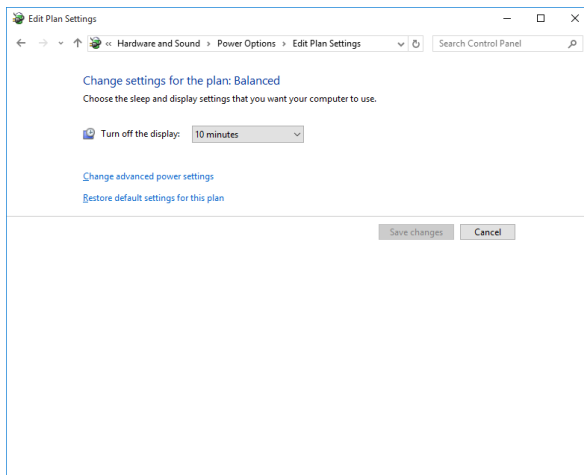 Edit Plan Settings
« Hardware and Sound > Power Options > Edit Plan Settings Search Control Panel
Change settings for the plan: Balanced
Choose the sleep and display settings that you want your computer to use.
Turn off the display: 10 minutes
Change advanced power settings
Restore default settings for this plan
Save changes Cancel